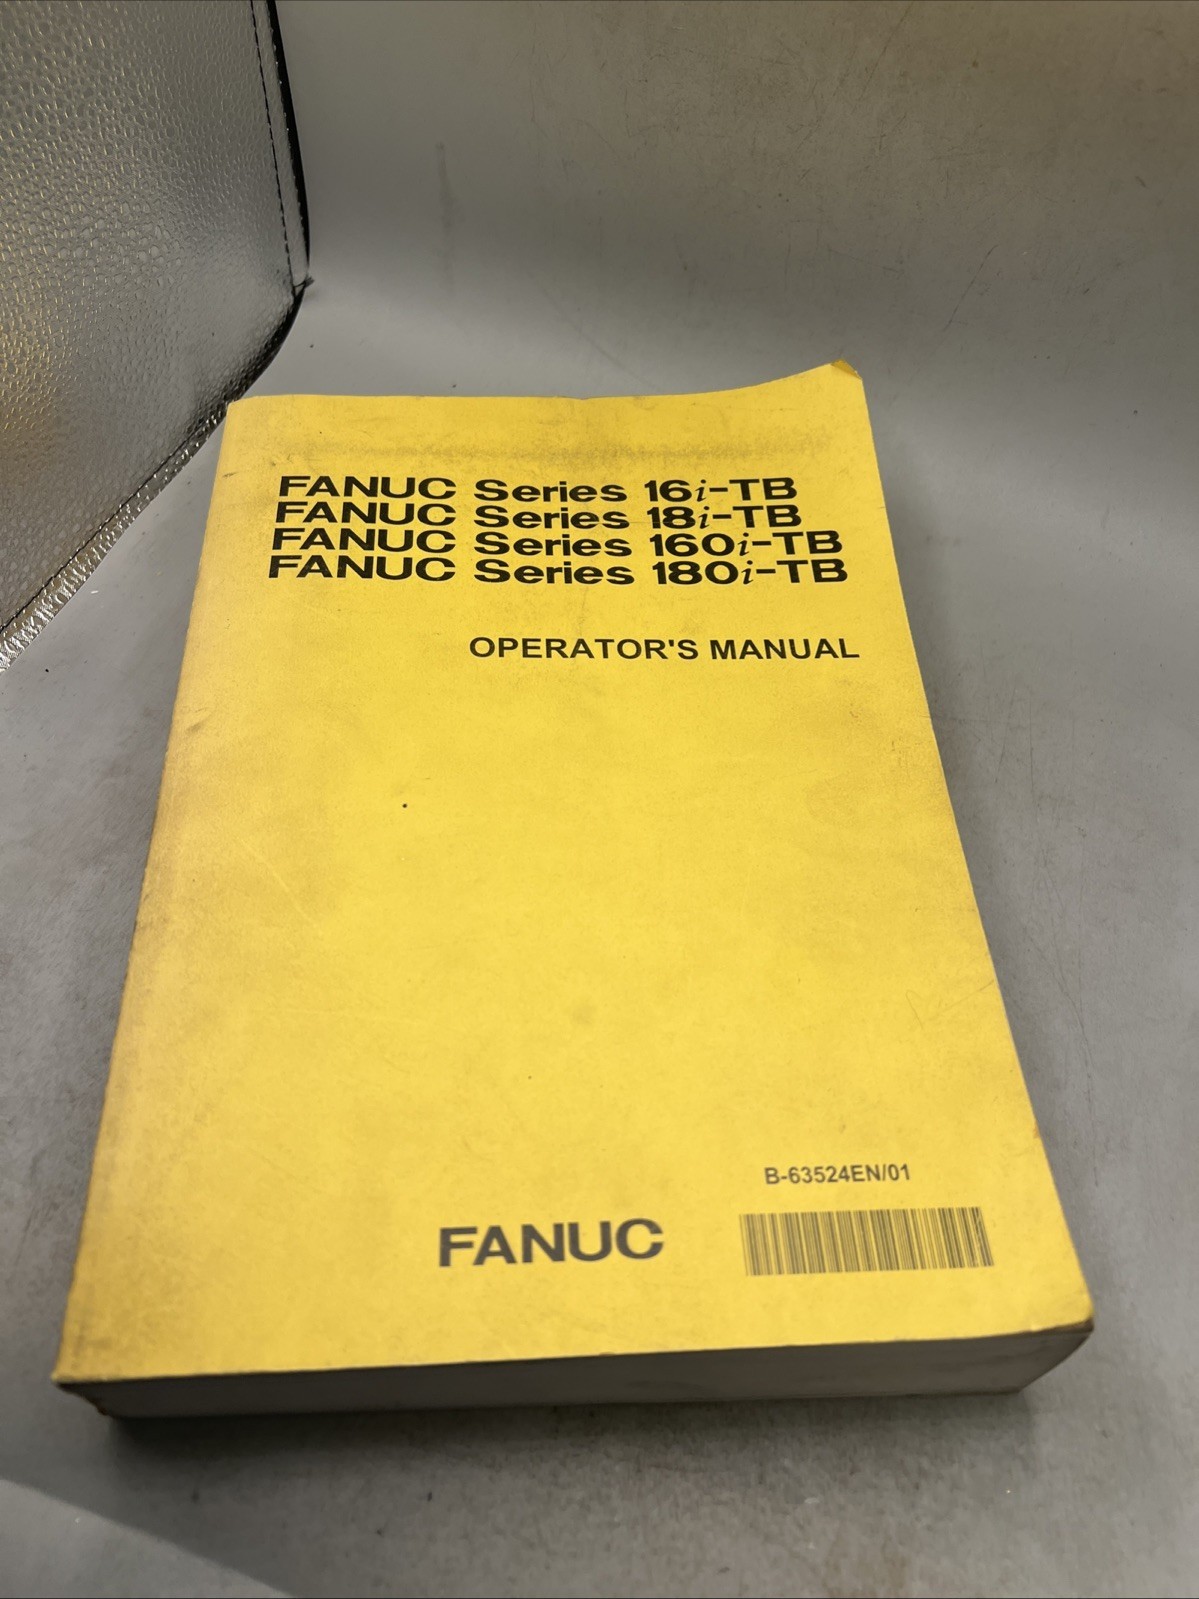 FANUC Series 16i-TB
FANUC Series 18i-TB
FANUC Series 160i-TB
FANUC Series 180i-TB
OPERATOR'S MANUAL
B-63524EN/01
FANUC